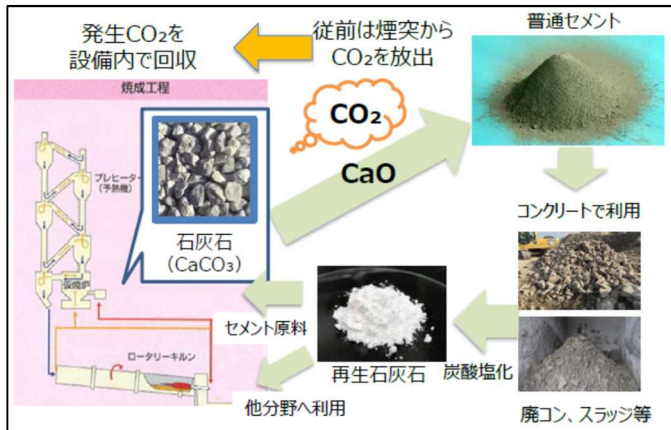 発生CO₂を
設備内で回収
従前は煙突から
CO₂を放出
普通セメント
焼成工程
CO₂
CaO
プレヒーター
(予熱機)
石灰石
(CaCO₃)
仮焼炉
コンクリートで利用
セメント原料
ロータリーキルン
再生石灰石
炭酸塩化
他分野へ利用
廃コン、スラッジ等